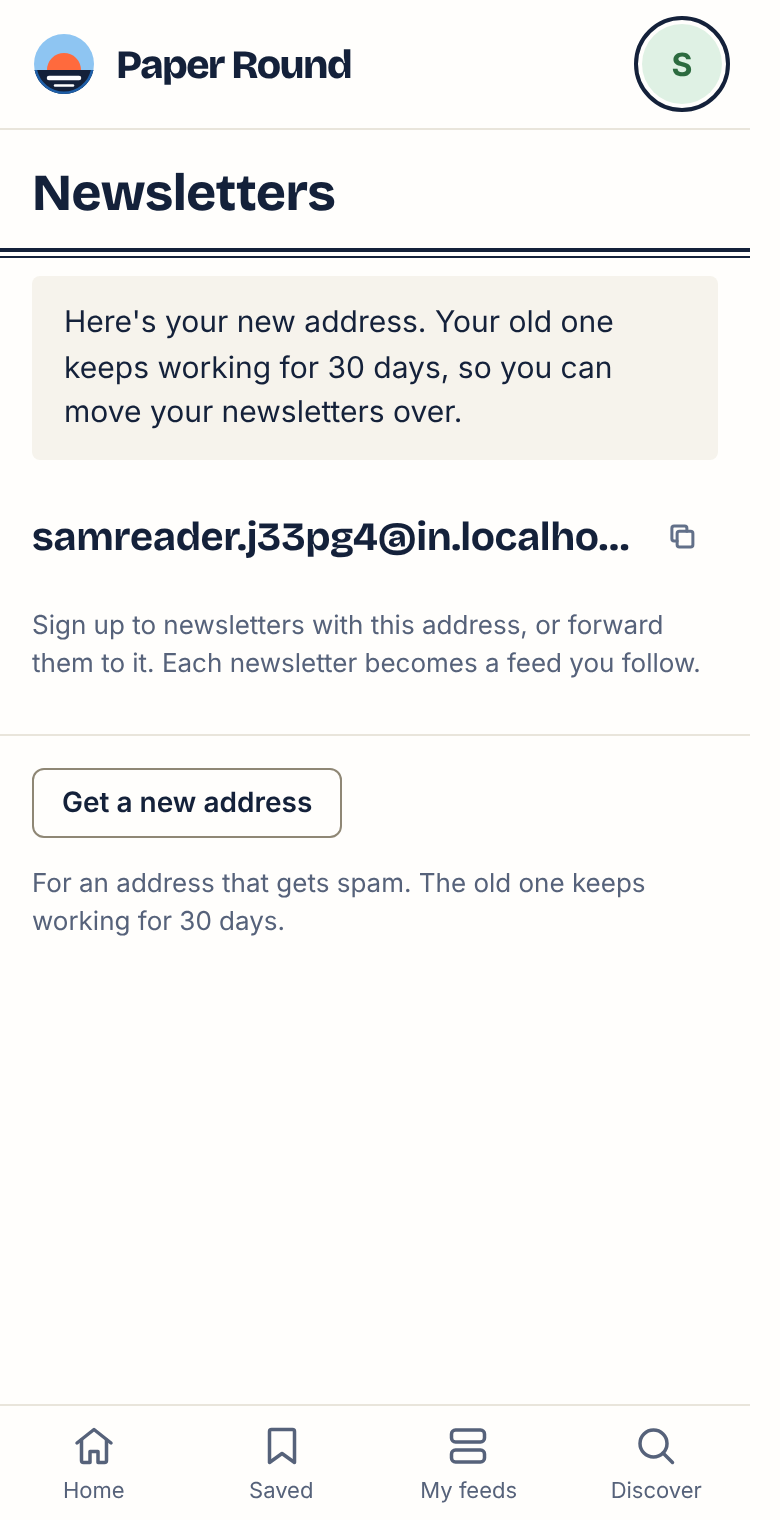 Paper Round
S
Newsletters
Here's your new address. Your old one
keeps working for 30 days, so you can
move your newsletters over.
samreader.j33pg4@in.localho...
Sign up to newsletters with this address, or forward
them to it. Each newsletter becomes a feed you follow.
Get a new address
For an address that gets spam. The old one keeps
working for 30 days.
Home
Saved
My feeds
Discover